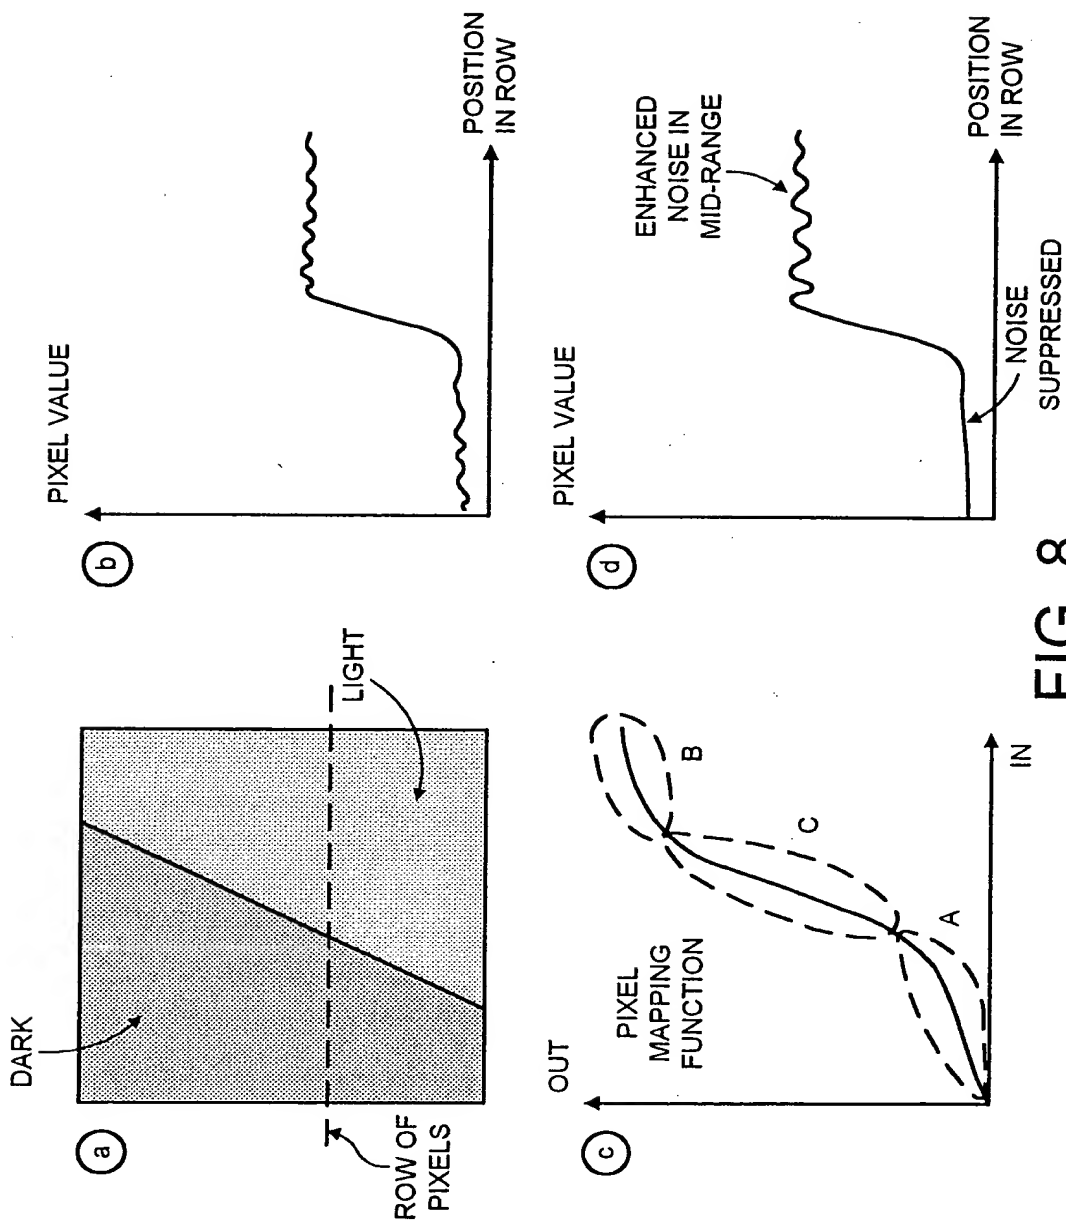 a
DARK
LIGHT
ROW OF
PIXELS
b
PIXEL VALUE
POSITION
IN ROW
c
OUT
PIXEL
MAPPING
FUNCTION
A
B
C
IN
d
PIXEL VALUE
ENHANCED
NOISE IN
MID-RANGE
NOISE
SUPPRESSED
POSITION
IN ROW
FIG. 8